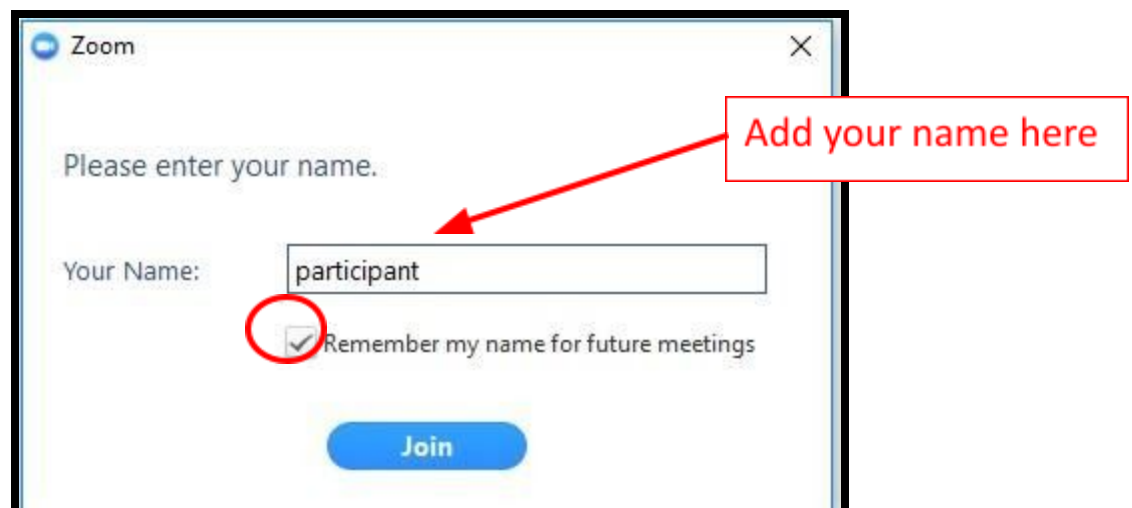 Zoom
Add your name here
Please enter your name.
Your Name:
participant
Remember my name for future meetings
Join